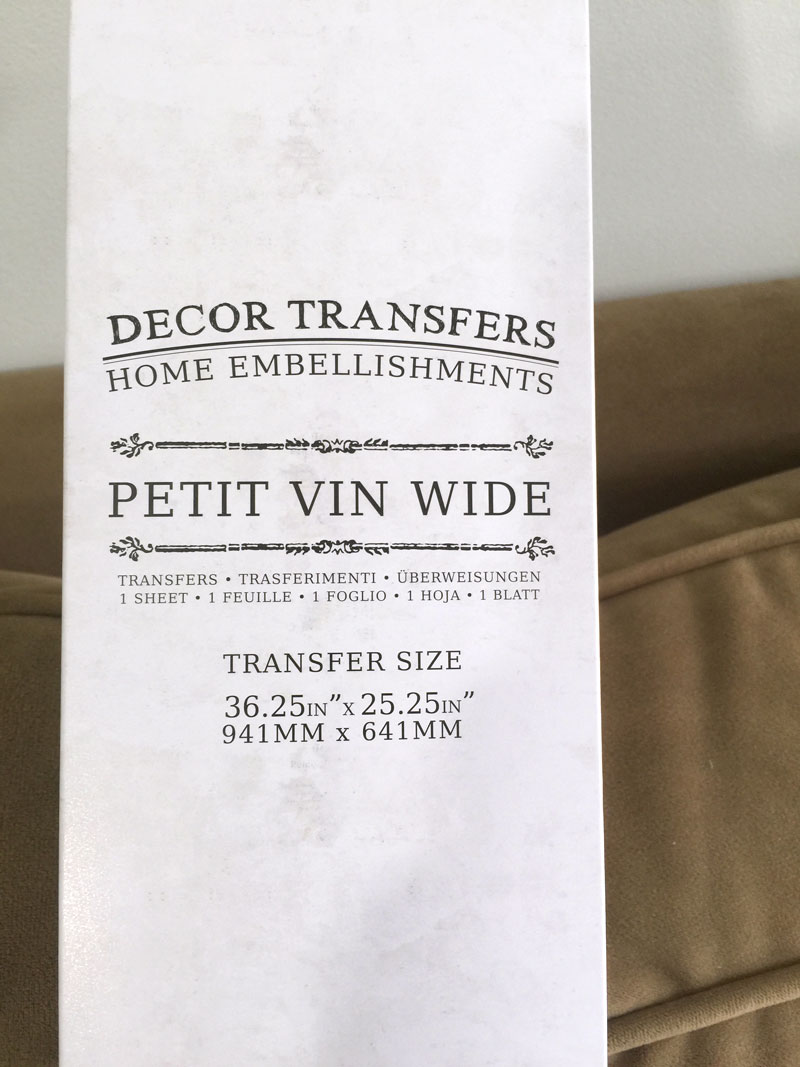 DECOR TRANSFERS
HOME EMBELLISHMENTS
PETIT VIN WIDE
TRANSFERS • TRASFERIMENTI • ÜBERWEISUNGEN
1 SHEET • 1 FEUILLE • 1 FOGLIO • 1 HOJA • 1 BLATT
TRANSFER SIZE
36.25IN”X 25.25IN”
941MM x 641MM